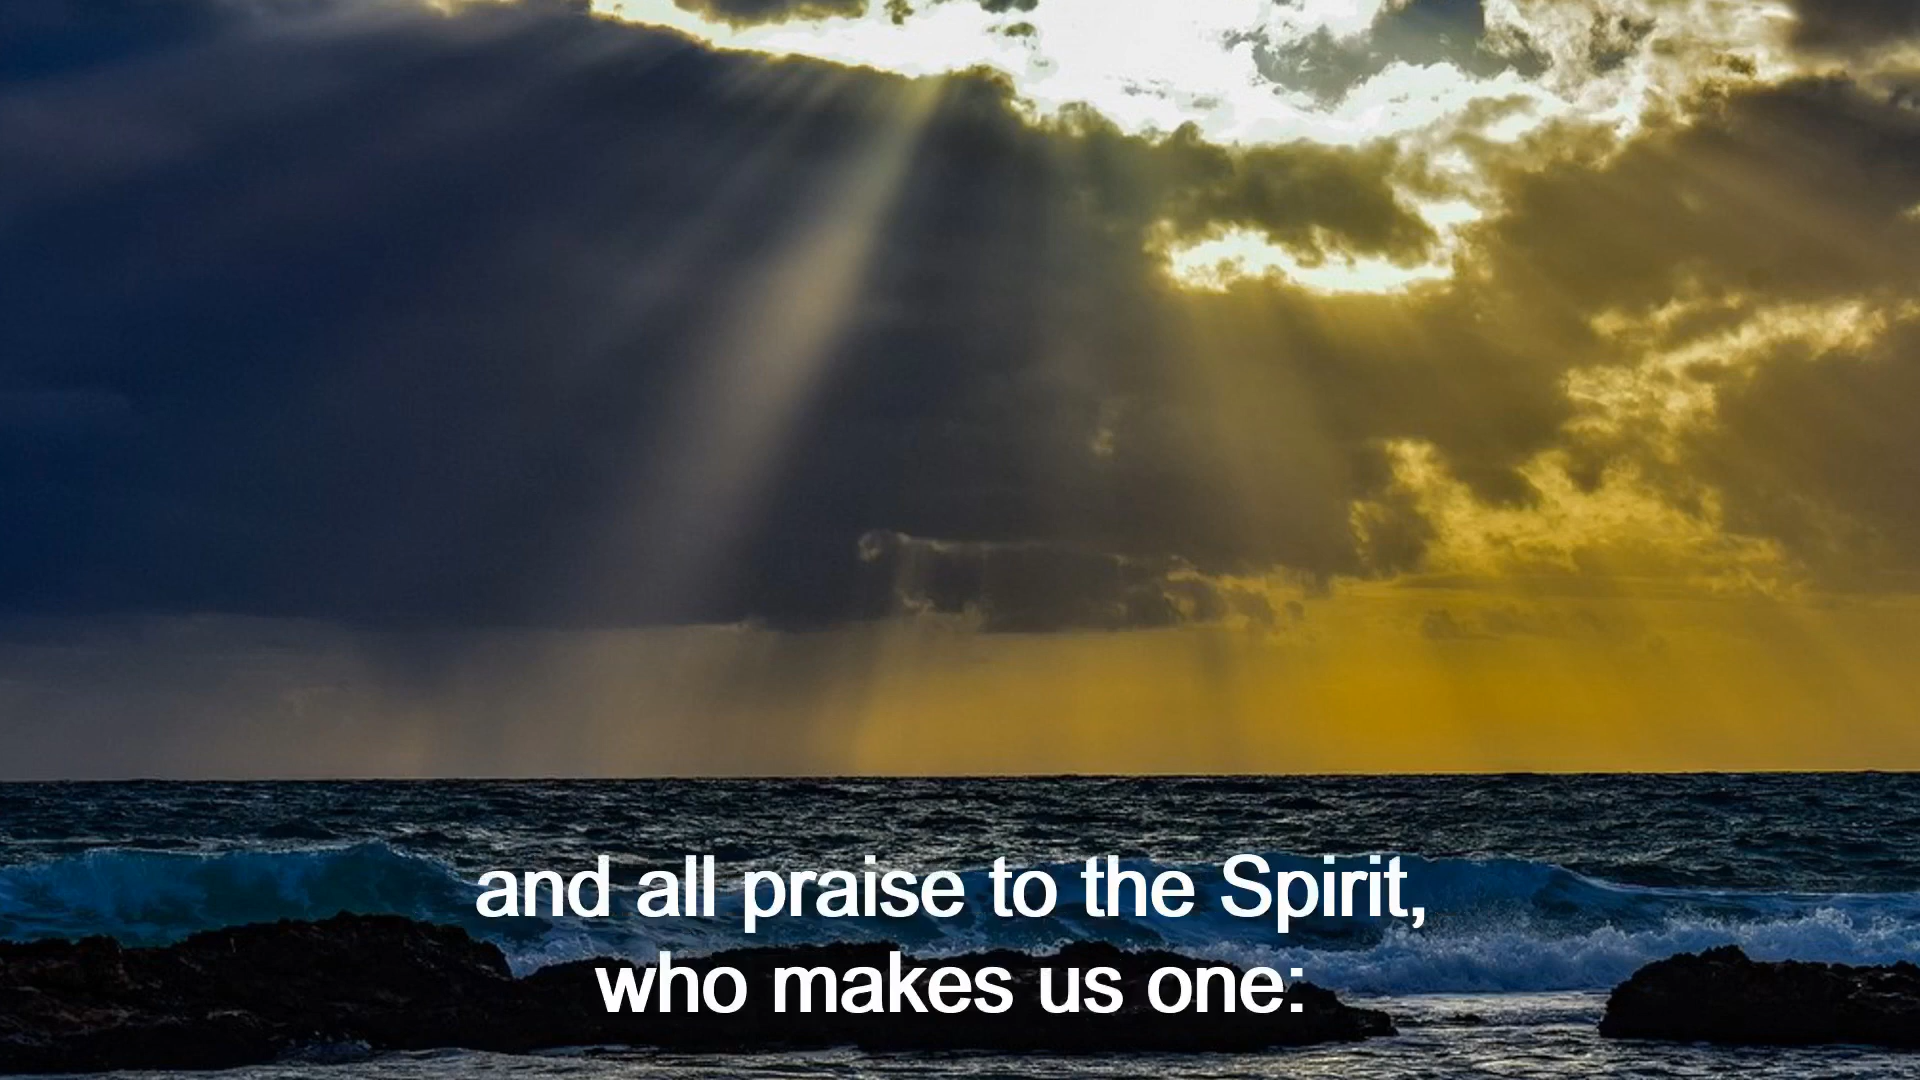 and all praise to the Spirit,
who makes us one: